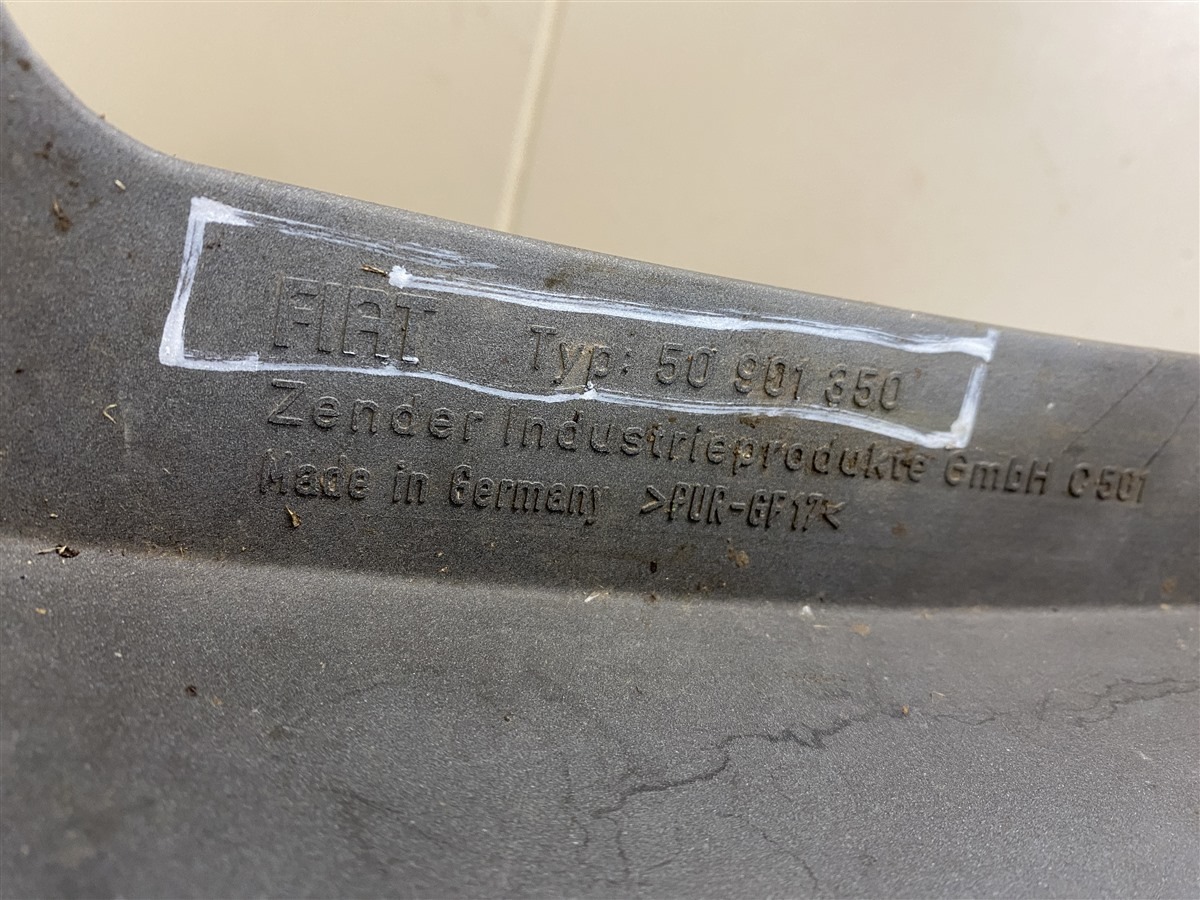 FIAT Typ: 50 901 350
Zender Industrieprodukte GmbH C501
Made in Germany >PUR-GF17<